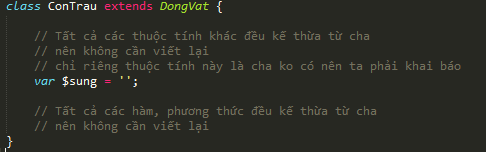 class ConTrau extends DongVat {
// Tất cả các thuộc tính khác đều kế thừa từ cha
// nên không cần viết lại
// chỉ riêng thuộc tính này là cha ko có nên ta phải khai báo
var $sung = '';
// Tất cả các hàm, phương thức đều kế thừa từ cha
// nên không cần viết lại
}